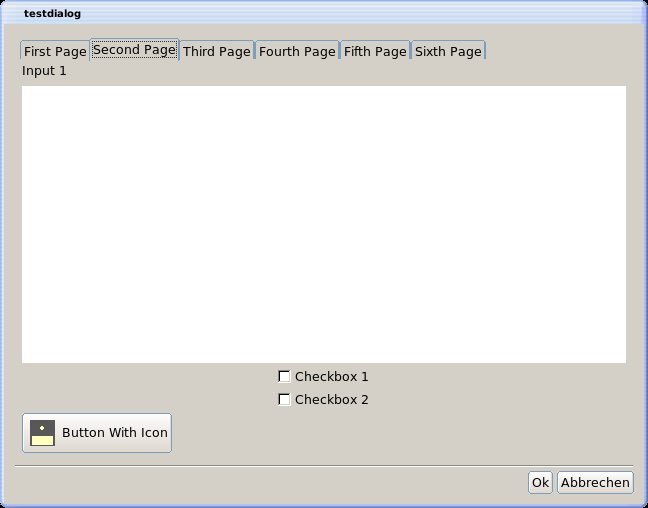 testdialog
First Page Second Page Third Page Fourth Page Fifth Page Sixth Page
Input 1
Checkbox 1
Checkbox 2
Button With Icon
Ok Abbrechen